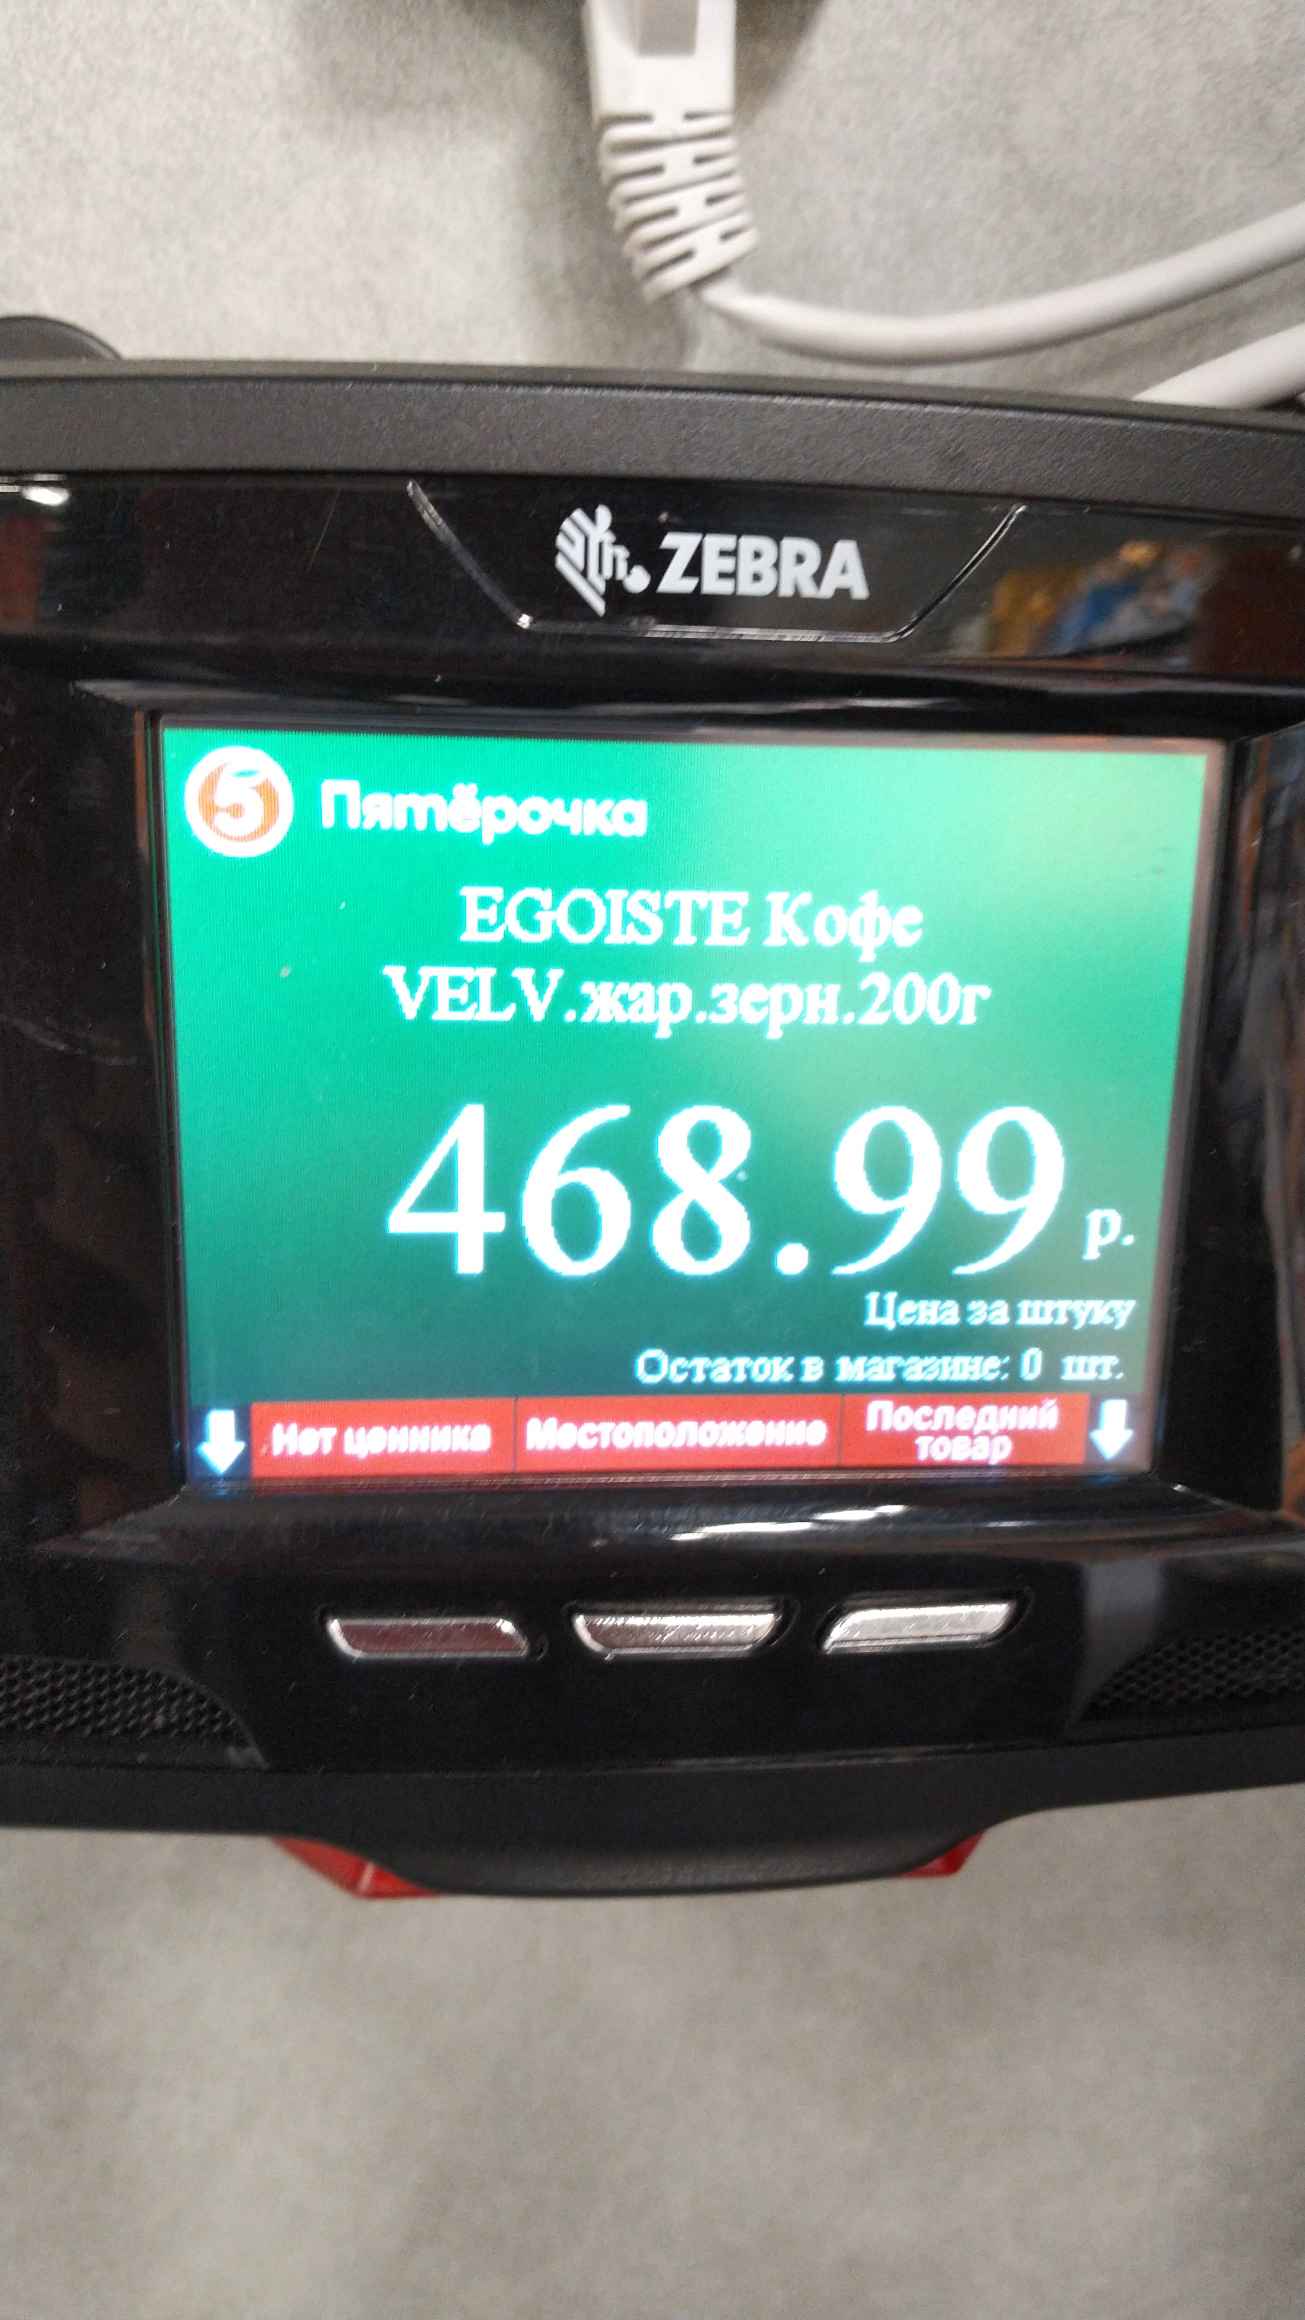 ZEBRA
5 Пятёрочка
EGOISTE Кофе
VELV.жар.зерн.200г
468.99 р.
Цена за штуку
Остаток в магазине: 0 шт.
Нет ценника Местоположение Последний товар